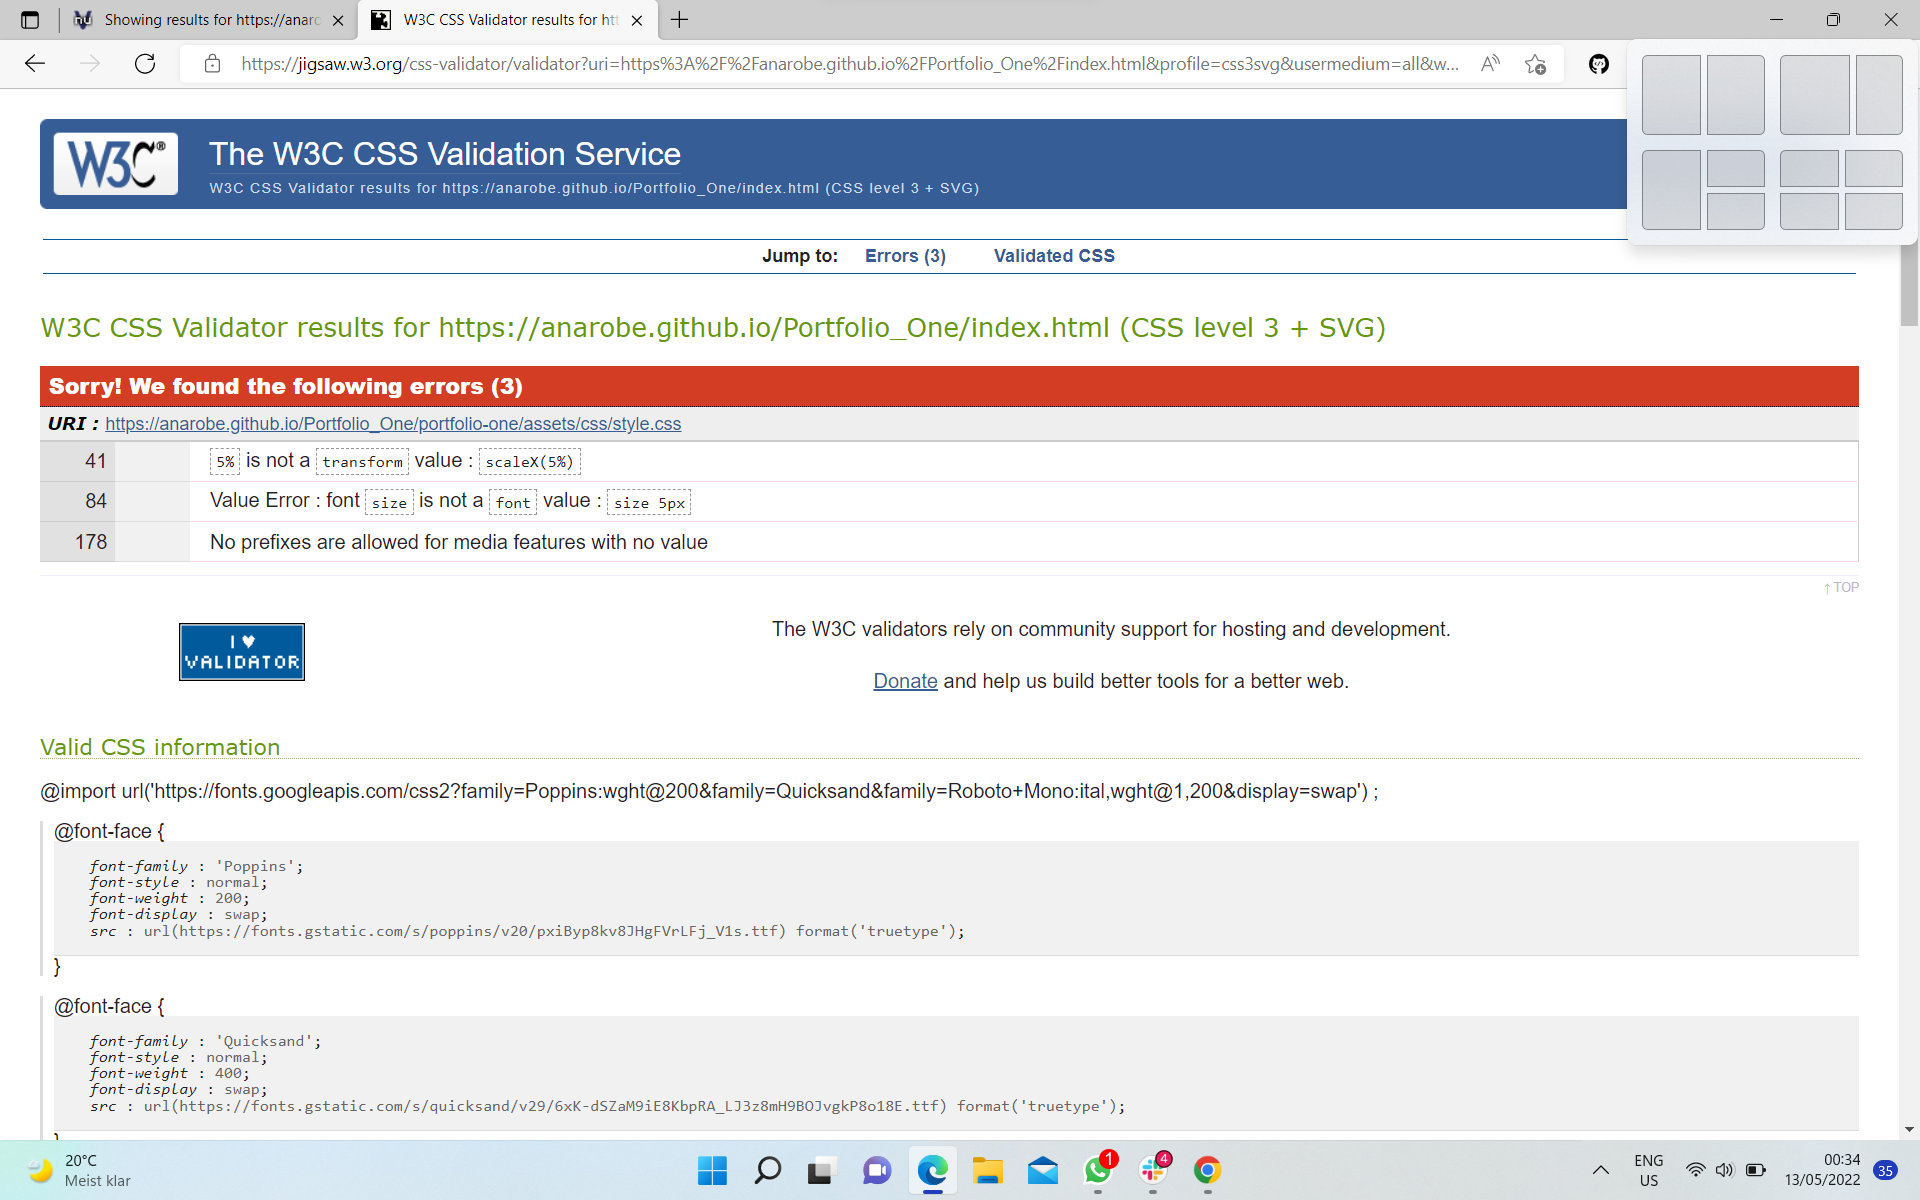 Showing results for https://anaro
W3C CSS Validator results for htt
https://jigsaw.w3.org/css-validator/validator?uri=https%3A%2F%2Fanarobe.github.io%2FPortfolio_One%2Findex.html&profile=css3svg&usermedium=all&w...
W3C®
The W3C CSS Validation Service
W3C CSS Validator results for https://anarobe.github.io/Portfolio_One/index.html (CSS level 3 + SVG)
Jump to: Errors (3) Validated CSS
W3C CSS Validator results for https://anarobe.github.io/Portfolio_One/index.html (CSS level 3 + SVG)
Sorry! We found the following errors (3)
URI : https://anarobe.github.io/Portfolio_One/portfolio-one/assets/css/style.css
41 5% is not a transform value : scaleX(5%)
84 Value Error : font size is not a font value : size 5px
178 No prefixes are allowed for media features with no value
↑ TOP
I ♥
VALIDATOR
The W3C validators rely on community support for hosting and development.
Donate and help us build better tools for a better web.
Valid CSS information
@import url('https://fonts.googleapis.com/css2?family=Poppins:wght@200&family=Quicksand&family=Roboto+Mono:ital,wght@1,200&display=swap') ;
@font-face {
font-family : 'Poppins';
font-style : normal;
font-weight : 200;
font-display : swap;
src : url(https://fonts.gstatic.com/s/poppins/v20/pxiByp8kv8JHgFVrLFj_V1s.ttf) format('truetype');
}
@font-face {
font-family : 'Quicksand';
font-style : normal;
font-weight : 400;
font-display : swap;
src : url(https://fonts.gstatic.com/s/quicksand/v29/6xK-dSZaM9iE8KbpRA_LJ3z8mH9BOJvgkP8o18E.ttf) format('truetype');
}
20°C
Meist klar
1
4
ENG
US
00:34
13/05/2022
35